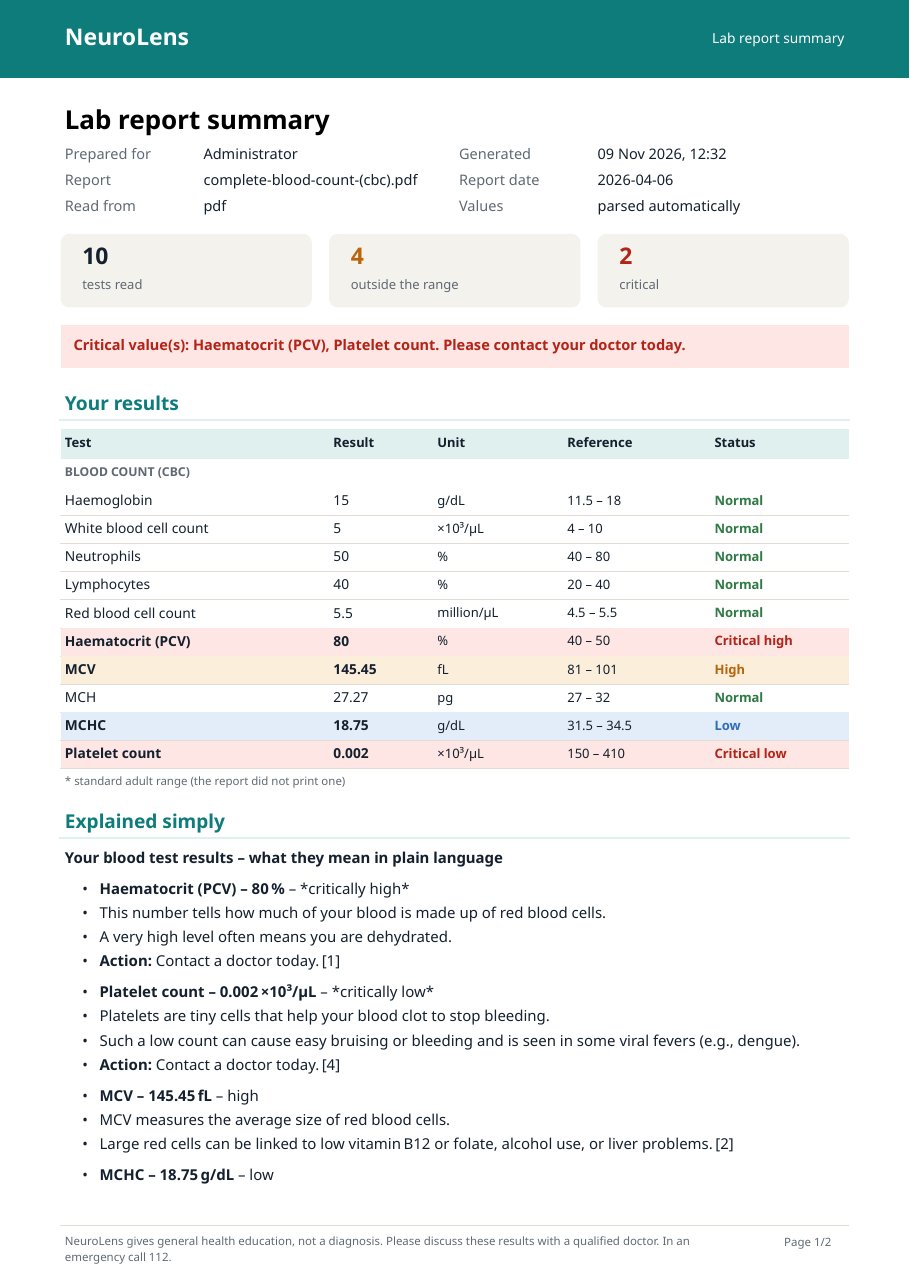 NeuroLens
Lab report summary
Lab report summary
Prepared for Administrator Generated 09 Nov 2026, 12:32
Report complete-blood-count-(cbc).pdf Report date 2026-04-06
Read from pdf Values parsed automatically
10 4 2
tests read outside the range critical
Critical value(s): Haematocrit (PCV), Platelet count. Please contact your doctor today.
Your results
Test Result Unit Reference Status
BLOOD COUNT (CBC)
Haemoglobin 15 g/dL 11.5 – 18 Normal
White blood cell count 5 ×10³/µL 4 – 10 Normal
Neutrophils 50 % 40 – 80 Normal
Lymphocytes 40 % 20 – 40 Normal
Red blood cell count 5.5 million/µL 4.5 – 5.5 Normal
Haematocrit (PCV) 80 % 40 – 50 Critical high
MCV 145.45 fL 81 – 101 High
MCH 27.27 pg 27 – 32 Normal
MCHC 18.75 g/dL 31.5 – 34.5 Low
Platelet count 0.002 ×10³/µL 150 – 410 Critical low
* standard adult range (the report did not print one)
Explained simply
Your blood test results – what they mean in plain language
• Haematocrit (PCV) – 80 % – *critically high*
• This number tells how much of your blood is made up of red blood cells.
• A very high level often means you are dehydrated.
• Action: Contact a doctor today. [1]
• Platelet count – 0.002 ×10³/µL – *critically low*
• Platelets are tiny cells that help your blood clot to stop bleeding.
• Such a low count can cause easy bruising or bleeding and is seen in some viral fevers (e.g., dengue).
• Action: Contact a doctor today. [4]
• MCV – 145.45 fL – high
• MCV measures the average size of red blood cells.
• Large red cells can be linked to low vitamin B12 or folate, alcohol use, or liver problems. [2]
• MCHC – 18.75 g/dL – low
NeuroLens gives general health education, not a diagnosis. Please discuss these results with a qualified doctor. In an
emergency call 112.
Page 1/2